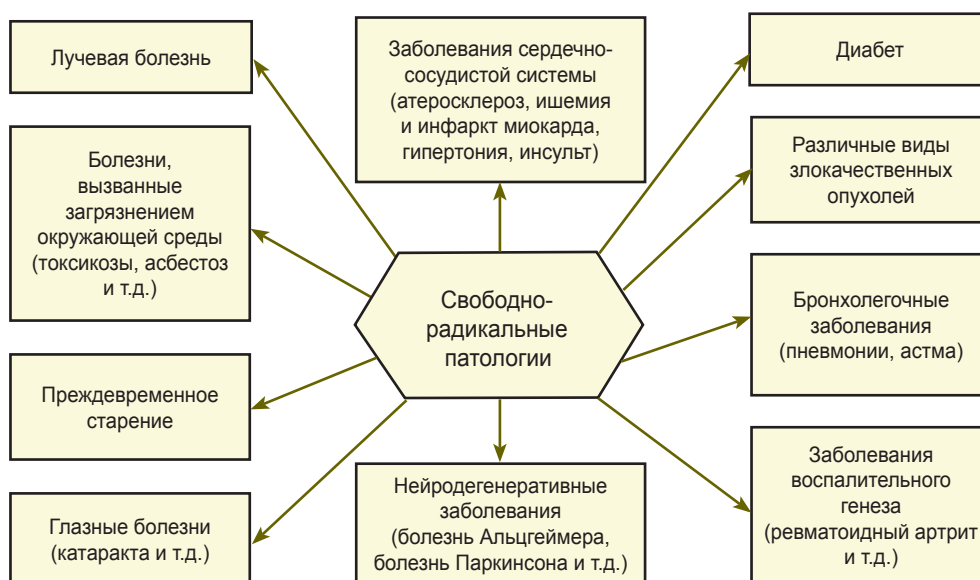 Лучевая болезнь
Заболевания сердечно-
сосудистой системы
(атеросклероз, ишемия
и инфаркт миокарда,
гипертония, инсульт)
Диабет
Болезни,
вызванные
загрязнением
окружающей среды
(токсикозы, асбестоз
и т.д.)
Различные виды
злокачественных
опухолей
Свободно-
радикальные
патологии
Бронхолегочные
заболевания
(пневмонии, астма)
Преждевременное
старение
Глазные болезни
(катаракта и т.д.)
Нейродегенеративные
заболевания
(болезнь Альцгеймера,
болезнь Паркинсона и т.д.)
Заболевания
воспалительного
генеза
(ревматоидный артрит
и т.д.)